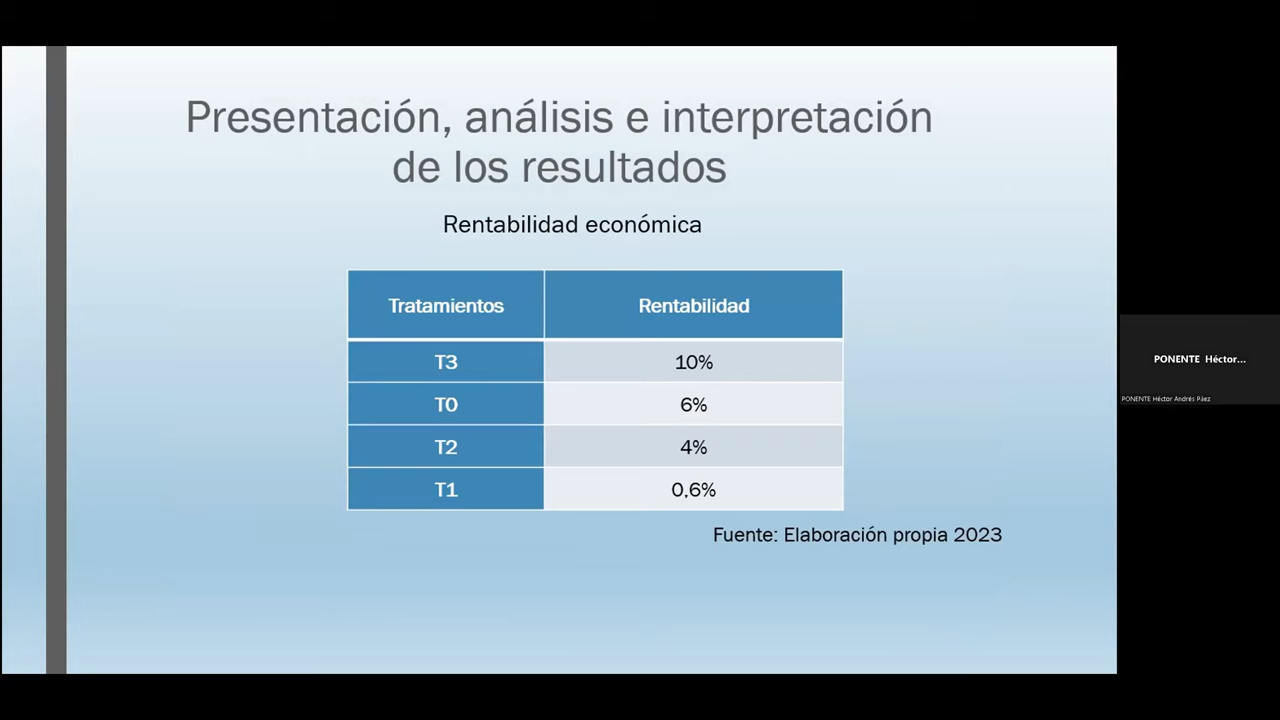 Presentación, análisis e interpretación
de los resultados
Rentabilidad económica
Tratamientos Rentabilidad
T3 10%
T0 6%
T2 4%
T1 0,6%
Fuente: Elaboración propia 2023
PONENTE Héctor...
PONENTE Héctor Andrés Páez